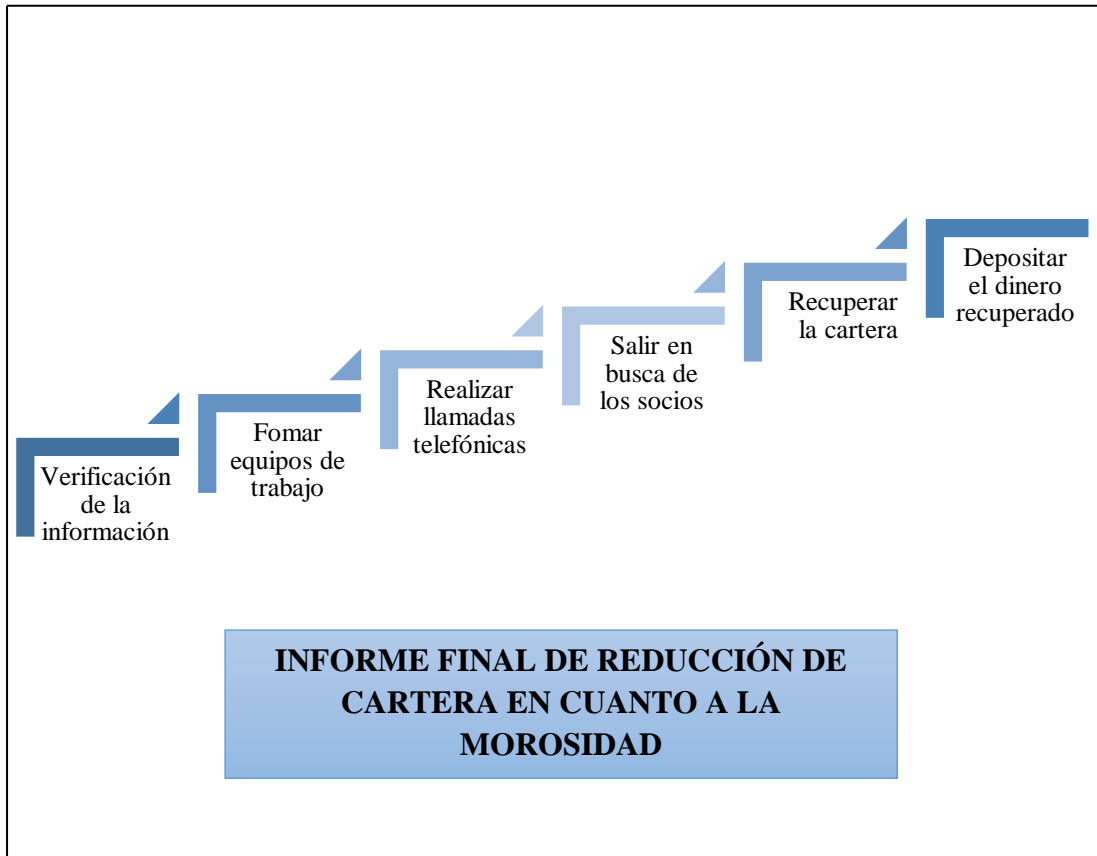 Verificación
de la
información
Fomar
equipos de
trabajo
Realizar
llamadas
telefónicas
Salir en
busca de
los socios
Recuperar
la cartera
Depositar
el dinero
recuperado
INFORME FINAL DE REDUCCIÓN DE
CARTERA EN CUANTO A LA
MOROSIDAD